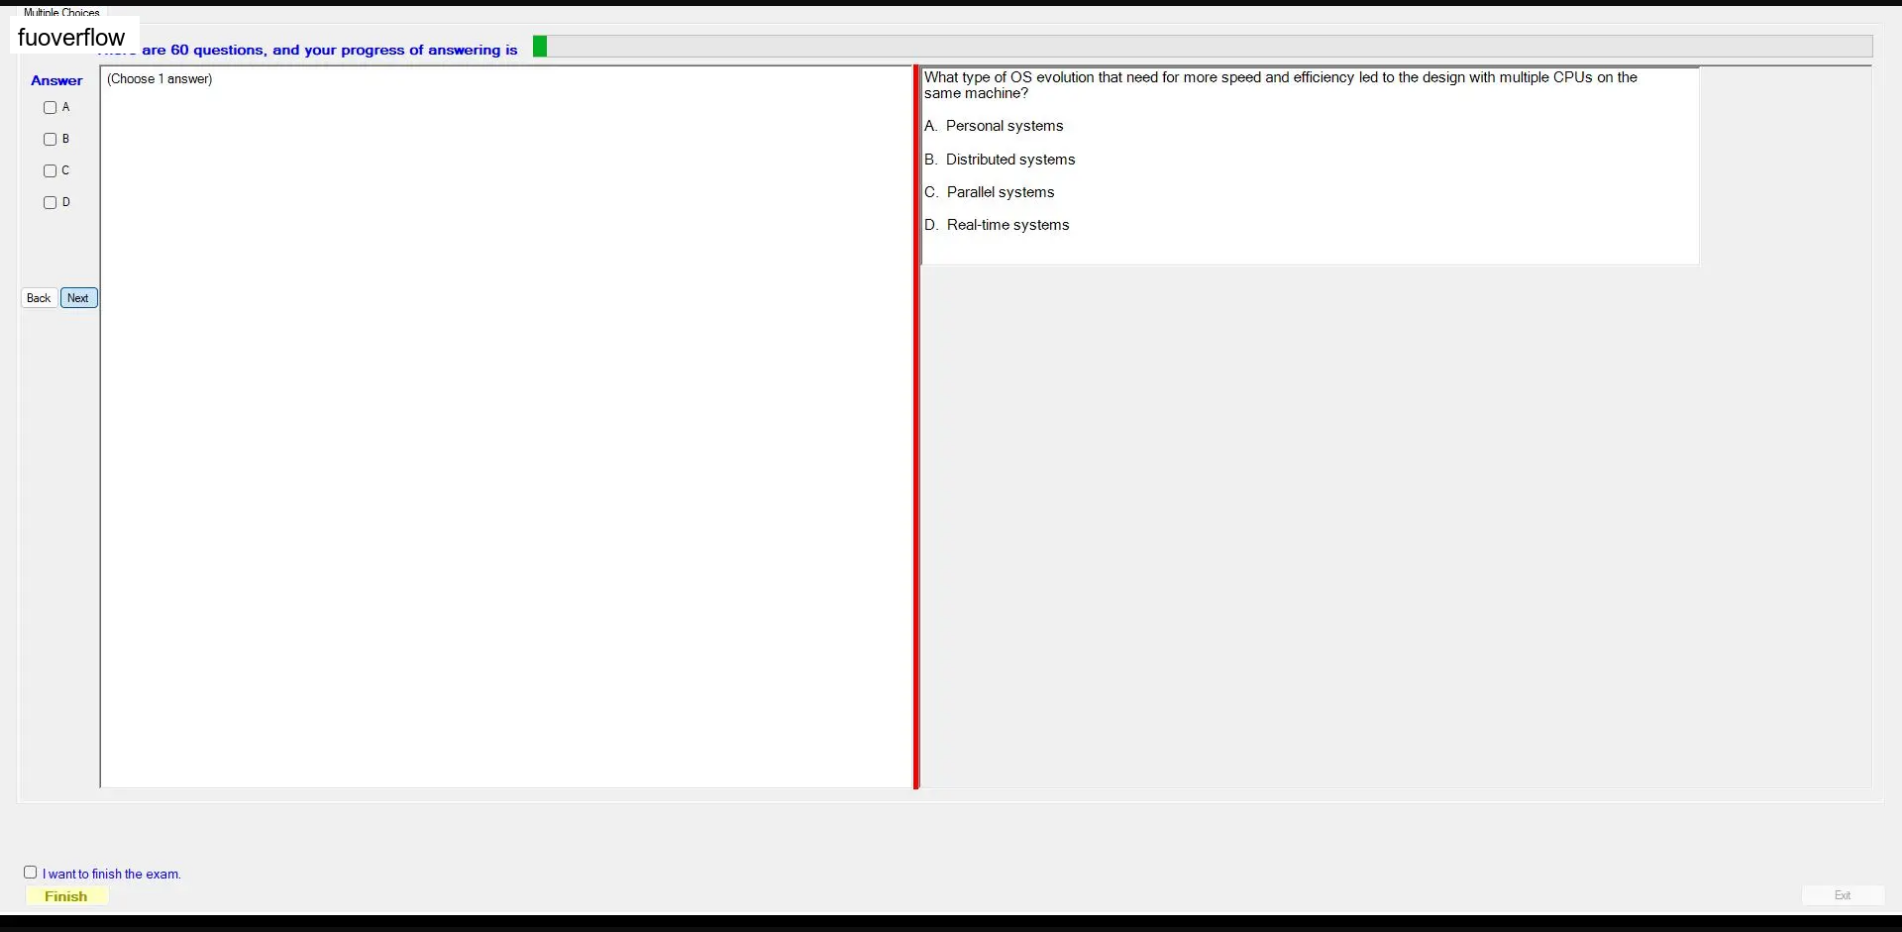 Multiple Choices
fuoverflow
are 60 questions, and your progress of answering is
Answer
(Choose 1 answer)
A
B
C
D
Back
Next
What type of OS evolution that need for more speed and efficiency led to the design with multiple CPUs on the
same machine?
A. Personal systems
B. Distributed systems
C. Parallel systems
D. Real-time systems
I want to finish the exam.
Finish
Exit